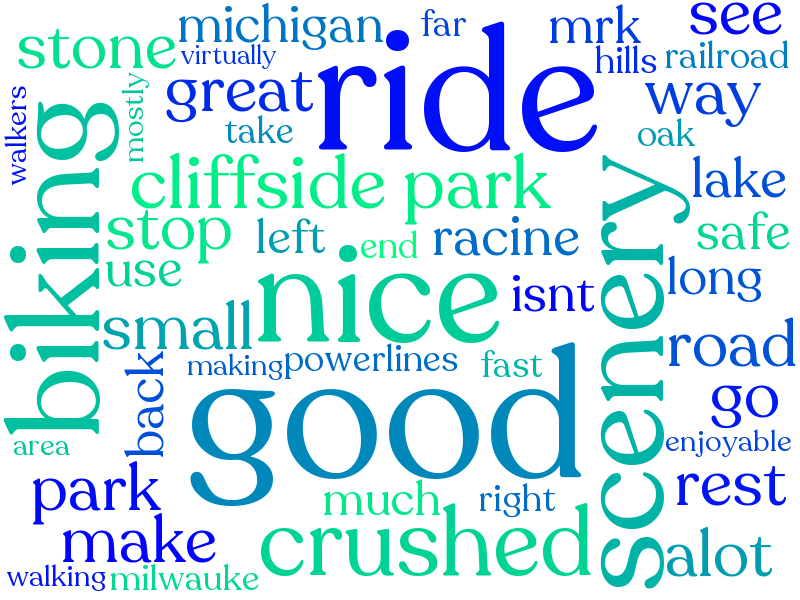 michigan
far
mrk
see
stone
virtually
ride
hills
railroad
walkers
mostly
great
way
take
oak
biking
cliffside park
lake
scenery
stop
left
end
racine
safe
use
nice
isnt
long
small
road
back
making
powerlines
fast
good
go
area
enjoyable
park
much
right
rest
make
crushed
alot
walking
milwauke